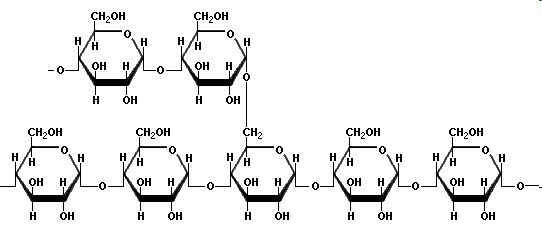 CH₂OH CH₂OH
H H O H H H O H
–O– OH H O OH H O
H OH H OH
CH₂OH CH₂OH CH₂ CH₂OH CH₂OH
H H O H H H O H H H O H H H O H H H O H
OH H O OH H O OH H O OH H O OH H O
H OH H OH H OH H OH H OH